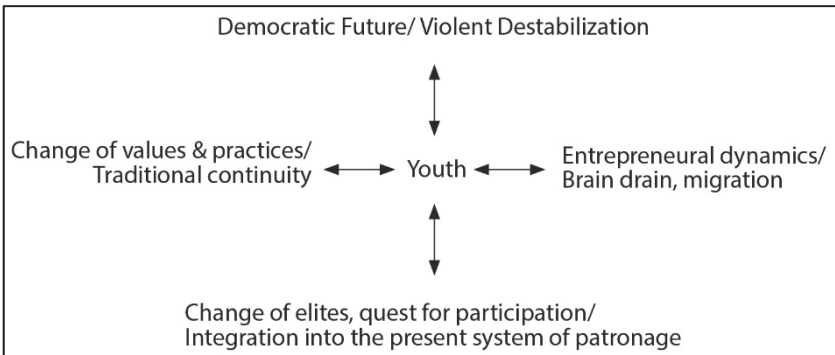 Democratic Future/ Violent Destabilization
Change of values & practices/
Traditional continuity
Youth
Entrepreneural dynamics/
Brain drain, migration
Change of elites, quest for participation/
Integration into the present system of patronage